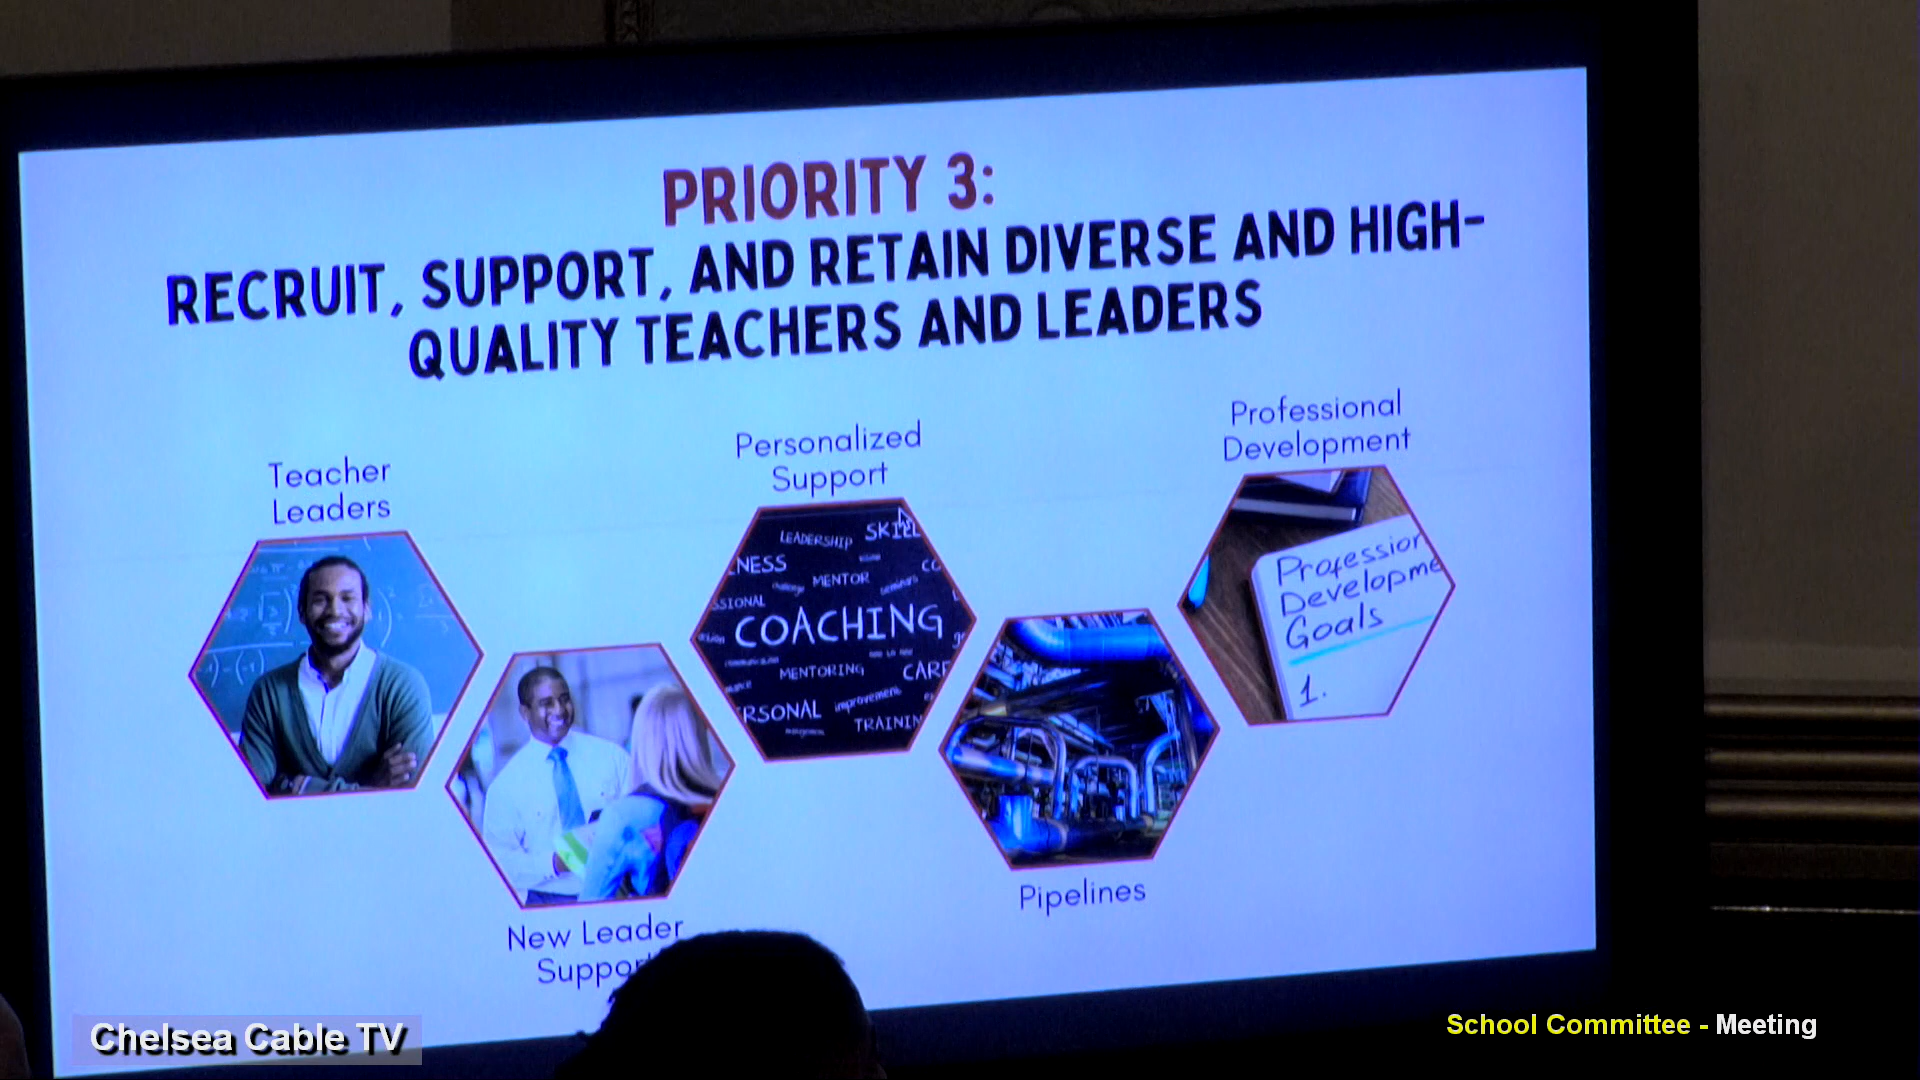 PRIORITY 3:
RECRUIT, SUPPORT, AND RETAIN DIVERSE AND HIGH-
QUALITY TEACHERS AND LEADERS
Teacher
Leaders
New Leader
Personalized
Support
LEADERSHIP
MENTOR
COACHING
MENTORING
improvement
Pipelines
Professional
Development
Goals
1.
Chelsea Cable TV
School Committee - Meeting